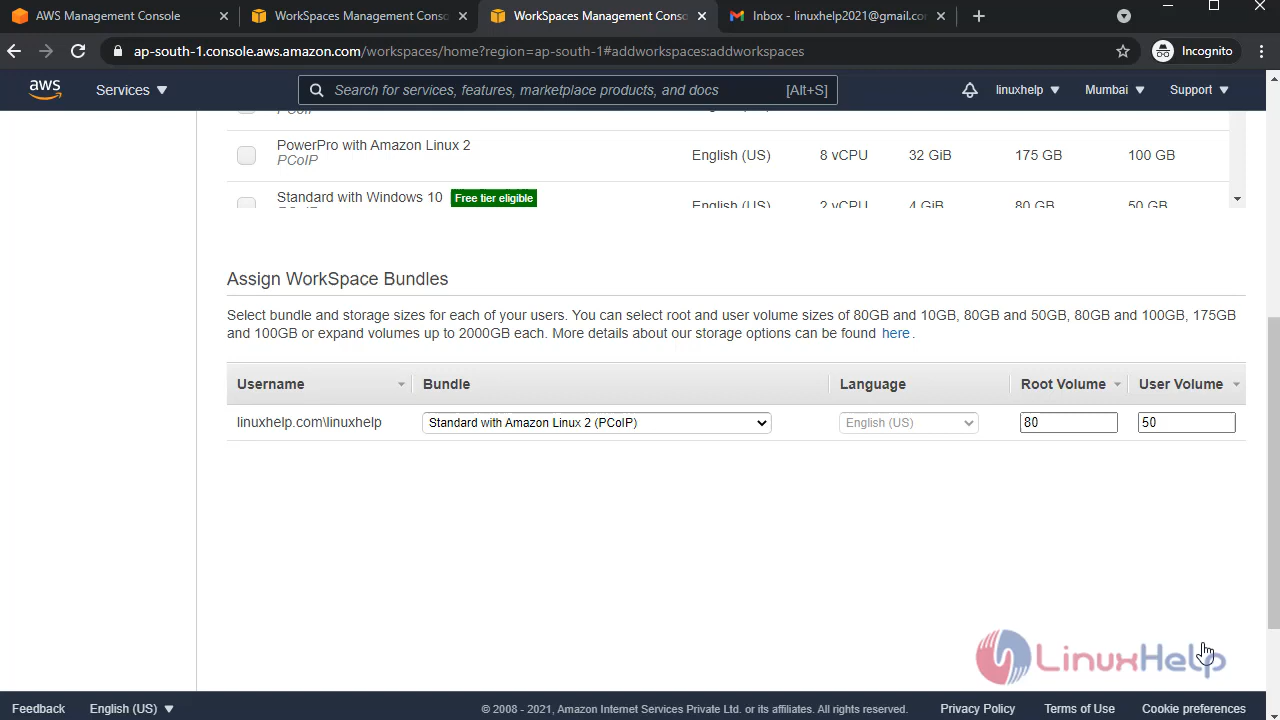 AWS Management Console
WorkSpaces Management Conso
WorkSpaces Management Conso
Inbox - linuxhelp2021@gmail.co
ap-south-1.console.aws.amazon.com/workspaces/home?region=ap-south-1#addworkspaces:addworkspaces
Incognito
aws
Services
Search for services, features, marketplace products, and docs [Alt+S]
linuxhelp
Mumbai
Support
PCoIP
PowerPro with Amazon Linux 2
PCoIP
English (US) 8 vCPU 32 GiB 175 GB 100 GB
Standard with Windows 10 Free tier eligible
English (US) 2 vCPU 4 GiB 80 GB 50 GB
Assign WorkSpace Bundles
Select bundle and storage sizes for each of your users. You can select root and user volume sizes of 80GB and 10GB, 80GB and 50GB, 80GB and 100GB, 175GB
and 100GB or expand volumes up to 2000GB each. More details about our storage options can be found here.
Username Bundle Language Root Volume User Volume
linuxhelp.com\linuxhelp Standard with Amazon Linux 2 (PCoIP) English (US) 80 50
LinuxHelp
Feedback English (US) © 2008 - 2021, Amazon Internet Services Private Ltd. or its affiliates. All rights reserved. Privacy Policy Terms of Use Cookie preferences